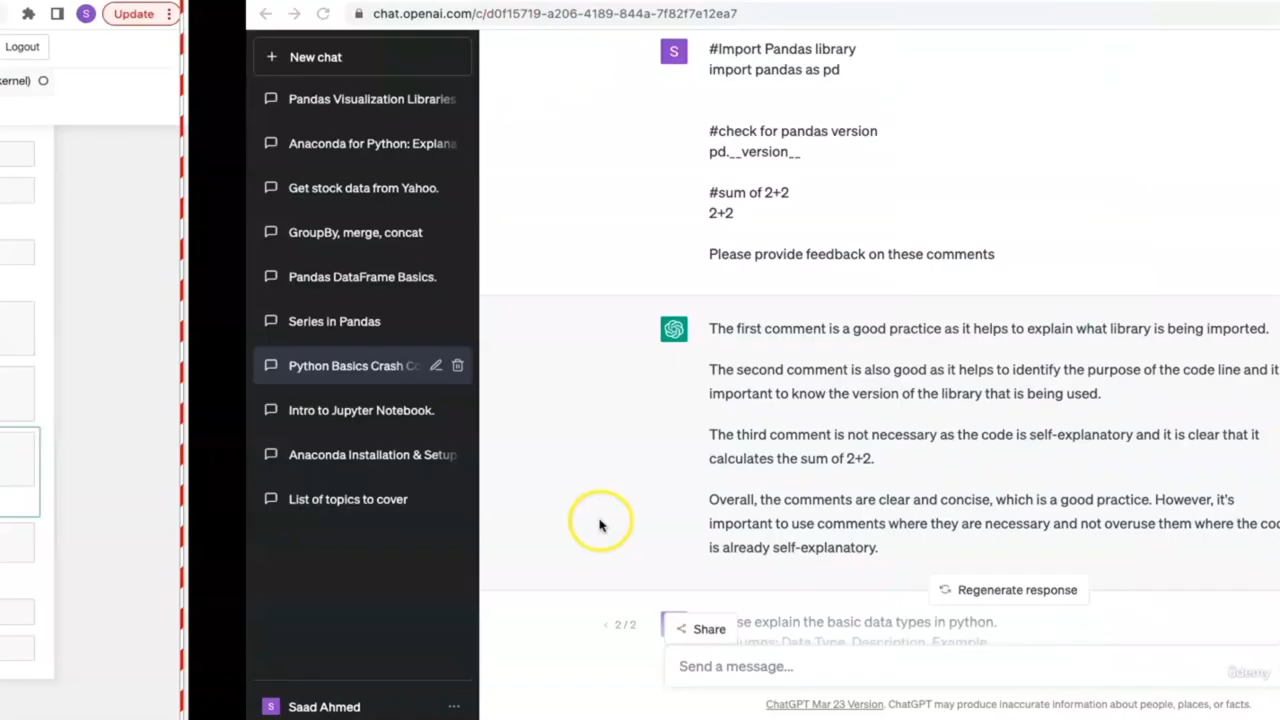 S
Update
Logout
kernel)
chat.openai.com/c/d0f15719-a206-4189-844a-7f82f7e12ea7
New chat
Pandas Visualization Libraries
Anaconda for Python: Explana
Get stock data from Yahoo.
GroupBy, merge, concat
Pandas DataFrame Basics.
Series in Pandas
Python Basics Crash Co
Intro to Jupyter Notebook.
Anaconda Installation & Setup
List of topics to cover
S
Saad Ahmed
S
#Import Pandas library
import pandas as pd
#check for pandas version
pd.__version__
#sum of 2+2
2+2
Please provide feedback on these comments
The first comment is a good practice as it helps to explain what library is being imported.
The second comment is also good as it helps to identify the purpose of the code line and it
important to know the version of the library that is being used.
The third comment is not necessary as the code is self-explanatory and it is clear that it
calculates the sum of 2+2.
Overall, the comments are clear and concise, which is a good practice. However, it's
important to use comments where they are necessary and not overuse them where the cod
is already self-explanatory.
Regenerate response
2 / 2
Share
se explain the basic data types in python.
umns: Data Type, Description, Example
Send a message...
ûdemy
ChatGPT Mar 23 Version. ChatGPT may produce inaccurate information about people, places, or facts.